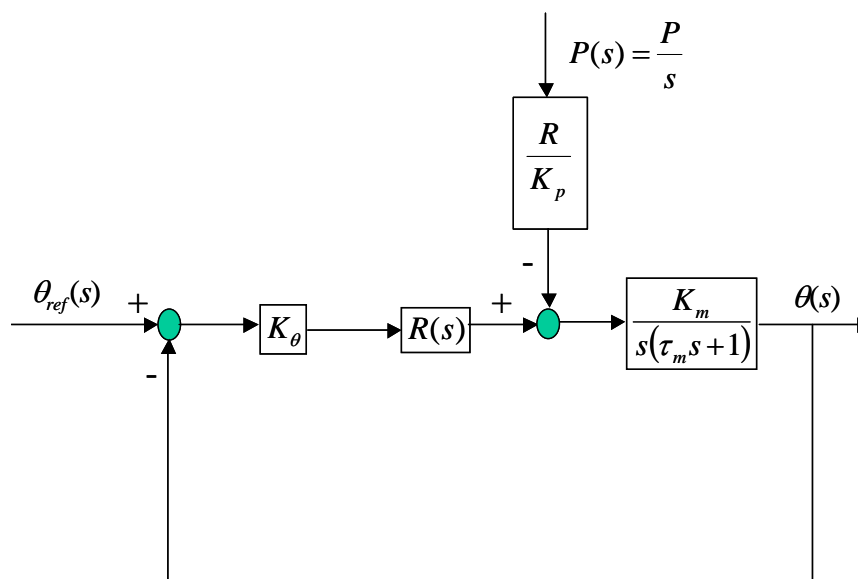 P(s) = P/s
R/K_p
-
θ_ref(s)
+
K_θ
R(s)
+
K_m/s(τ_m s+1)
θ(s)
-